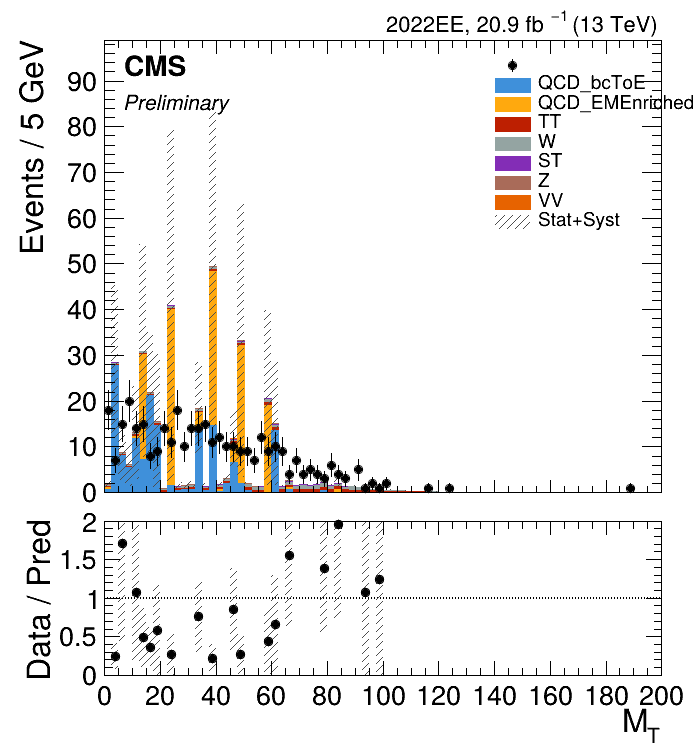 2022EE, 20.9 fb⁻¹ (13 TeV)
CMS
Preliminary
QCD_bcToE
QCD_EMEnriched
TT
W
ST
Z
VV
Stat+Syst
Events / 5 GeV
90
80
70
60
50
40
30
20
10
0
Data / Pred
2
1.5
1
0.5
0
0 20 40 60 80 100 120 140 160 180 200
M_T